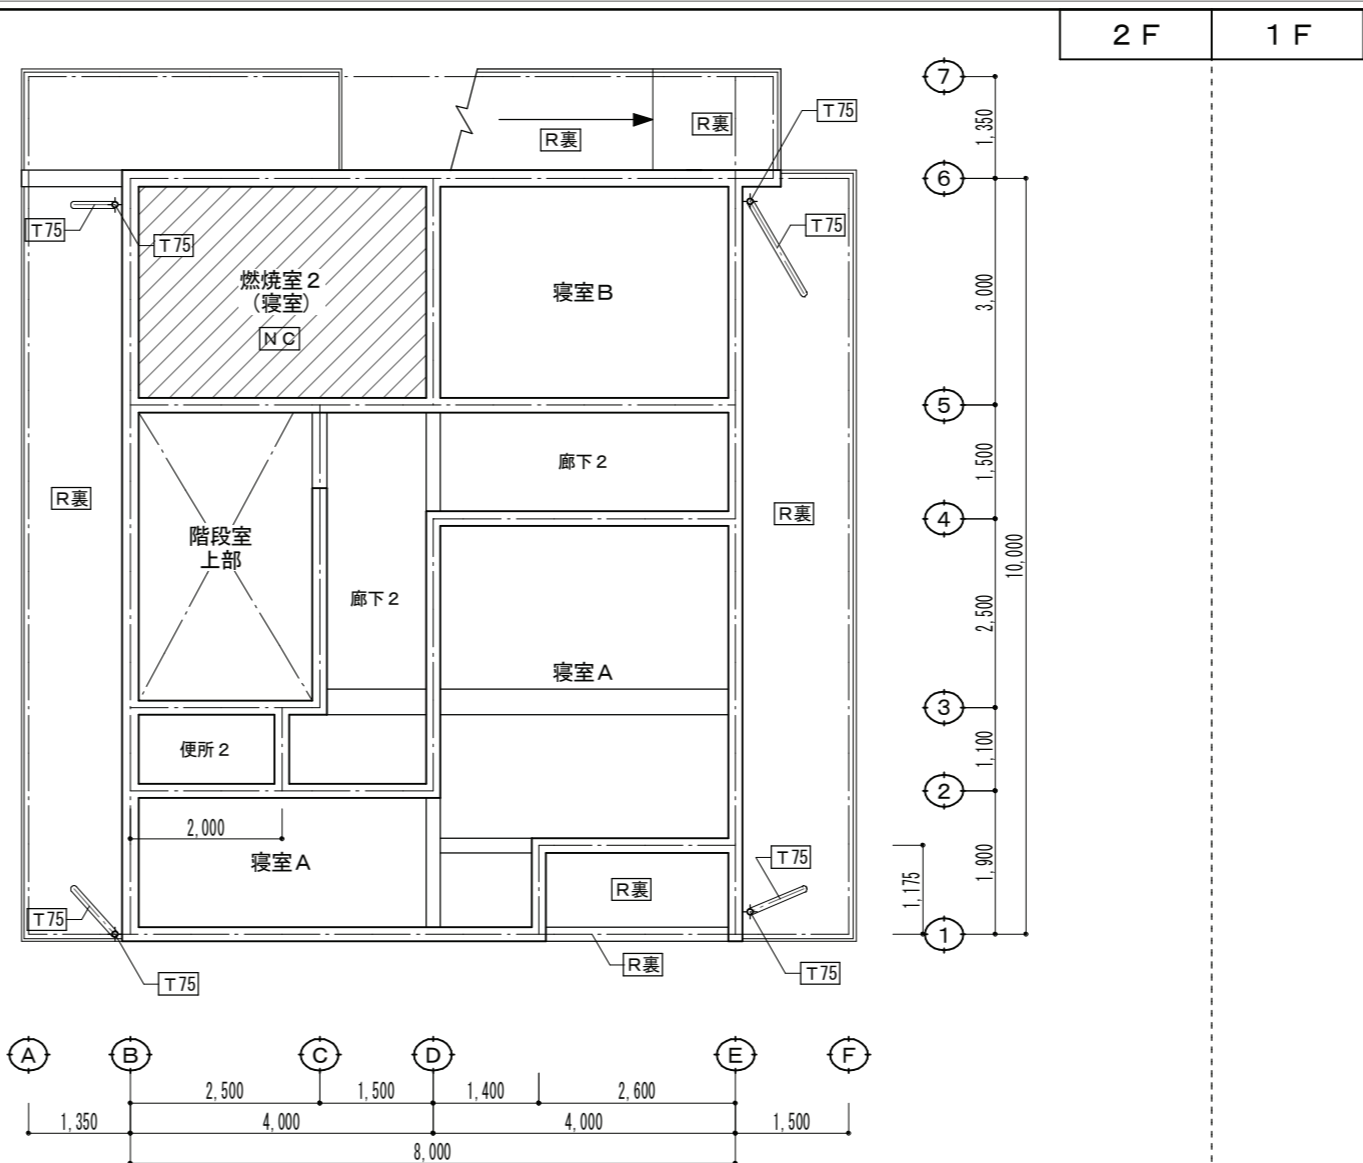 ２Ｆ
１Ｆ
7
1,350
R裏
R裏
T75
6
T75
T75
T75
燃焼室２
（寝室）
ＮＣ
寝室Ｂ
3,000
5
廊下２
1,500
R裏
R裏
4
階段室
上部
10,000
廊下２
2,500
寝室Ａ
3
便所２
1,100
2
2,000
寝室Ａ
T75
1,900
1,175
R裏
T75
1
R裏
T75
T75
A
B
C
D
E
F
2,500
1,500
1,400
2,600
1,350
4,000
4,000
1,500
8,000